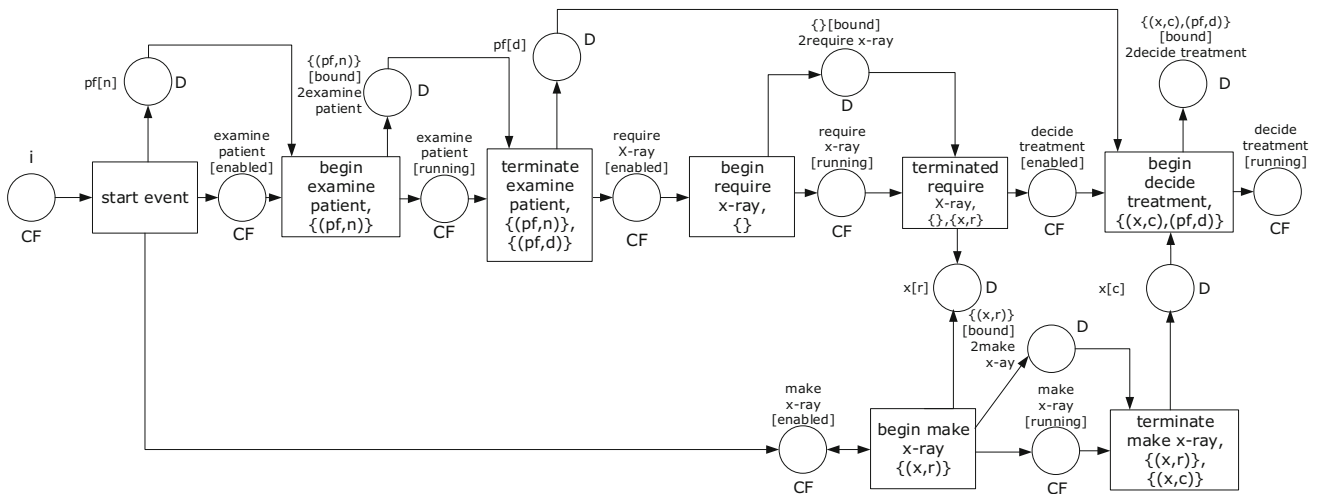 i
CF
start event
pf[n]
D
examine
patient
[enabled]
CF
begin
examine
patient,
{(pf,n)}
{(pf,n)}
[bound]
2examine
patient
D
examine
patient
[running]
CF
terminate
examine
patient,
{(pf,n)},
{(pf,d)}
pf[d]
D
require
X-ray
[enabled]
CF
begin
require
x-ray,
{}
{}[bound]
2require x-ray
D
require
x-ray
[running]
CF
terminated
require
X-ray,
{},{x,r}
decide
treatment
[enabled]
CF
begin
decide
treatment,
{(x,c),(pf,d)}
{(x,c),(pf,d)}
[bound]
2decide treatment
D
decide
treatment
[running]
CF
x[r]
D
x[c]
D
{(x,r)}
[bound]
2make
x-ay
D
make
x-ray
[enabled]
CF
begin make
x-ray
{(x,r)}
make
x-ray
[running]
CF
terminate
make x-ray,
{(x,r)},
{(x,c)}